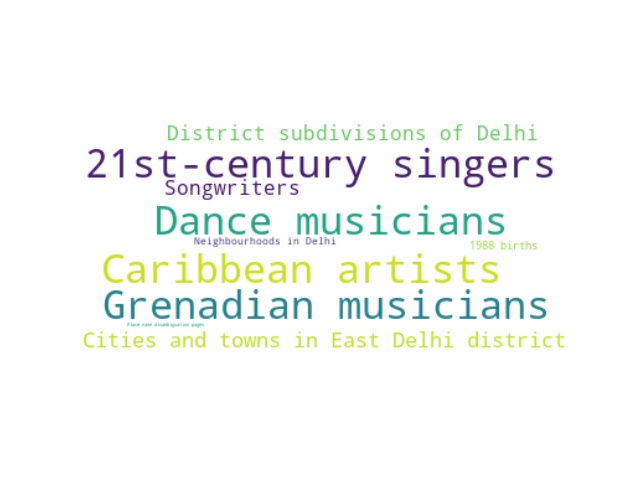 District subdivisions of Delhi
21st-century singers
Songwriters
Dance musicians
Neighbourhoods in Delhi
1988 births
Caribbean artists
Grenadian musicians
Place name disambiguation pages
Cities and towns in East Delhi district